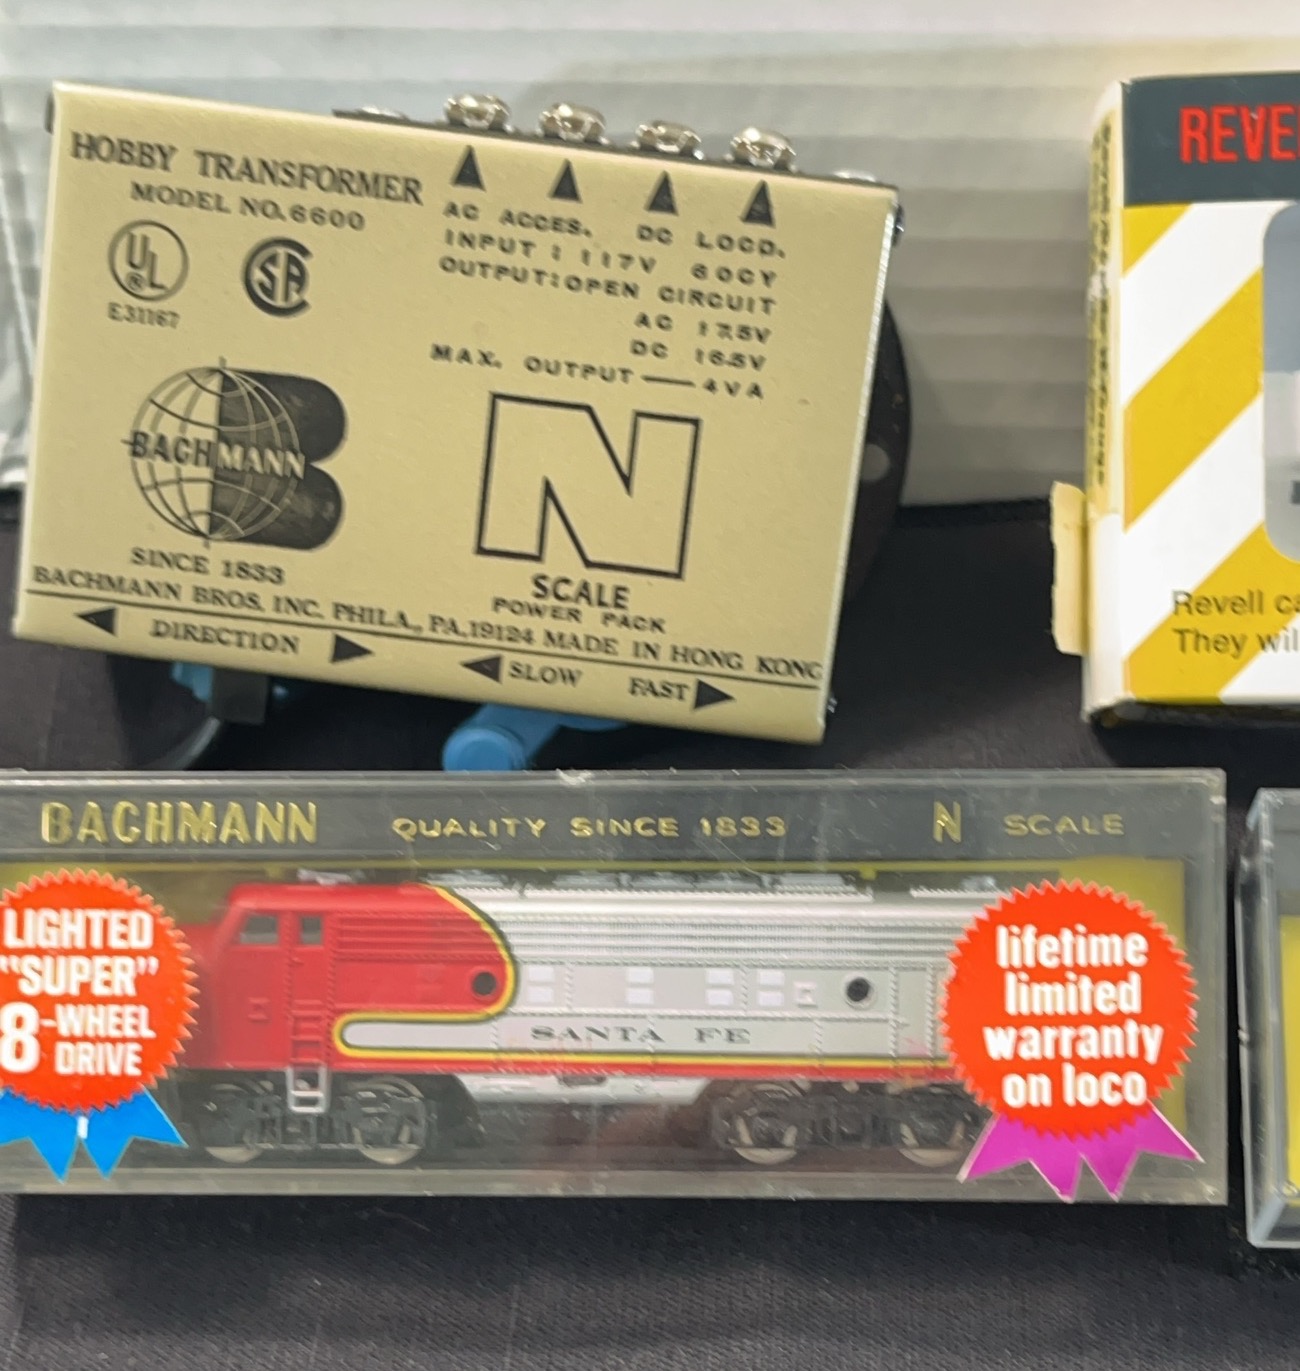 HOBBY TRANSFORMER
MODEL NO. 6600
UL
®
E31167
SA
AC ACCES. DC LOCO.
INPUT : 117V 60CY
OUTPUT: OPEN CIRCUIT
AC 17.5V
DC 16.5V
MAX. OUTPUT — 4VA
BACHMANN
SINCE 1833
N
SCALE
POWER PACK
BACHMANN BROS. INC. PHILA., PA. 19124 MADE IN HONG KONG
DIRECTION
SLOW FAST
REVE
Revell ca
They wil
BACHMANN QUALITY SINCE 1833 N SCALE
LIGHTED
"SUPER"
8-WHEEL
DRIVE
SANTA FE
lifetime
limited
warranty
on loco